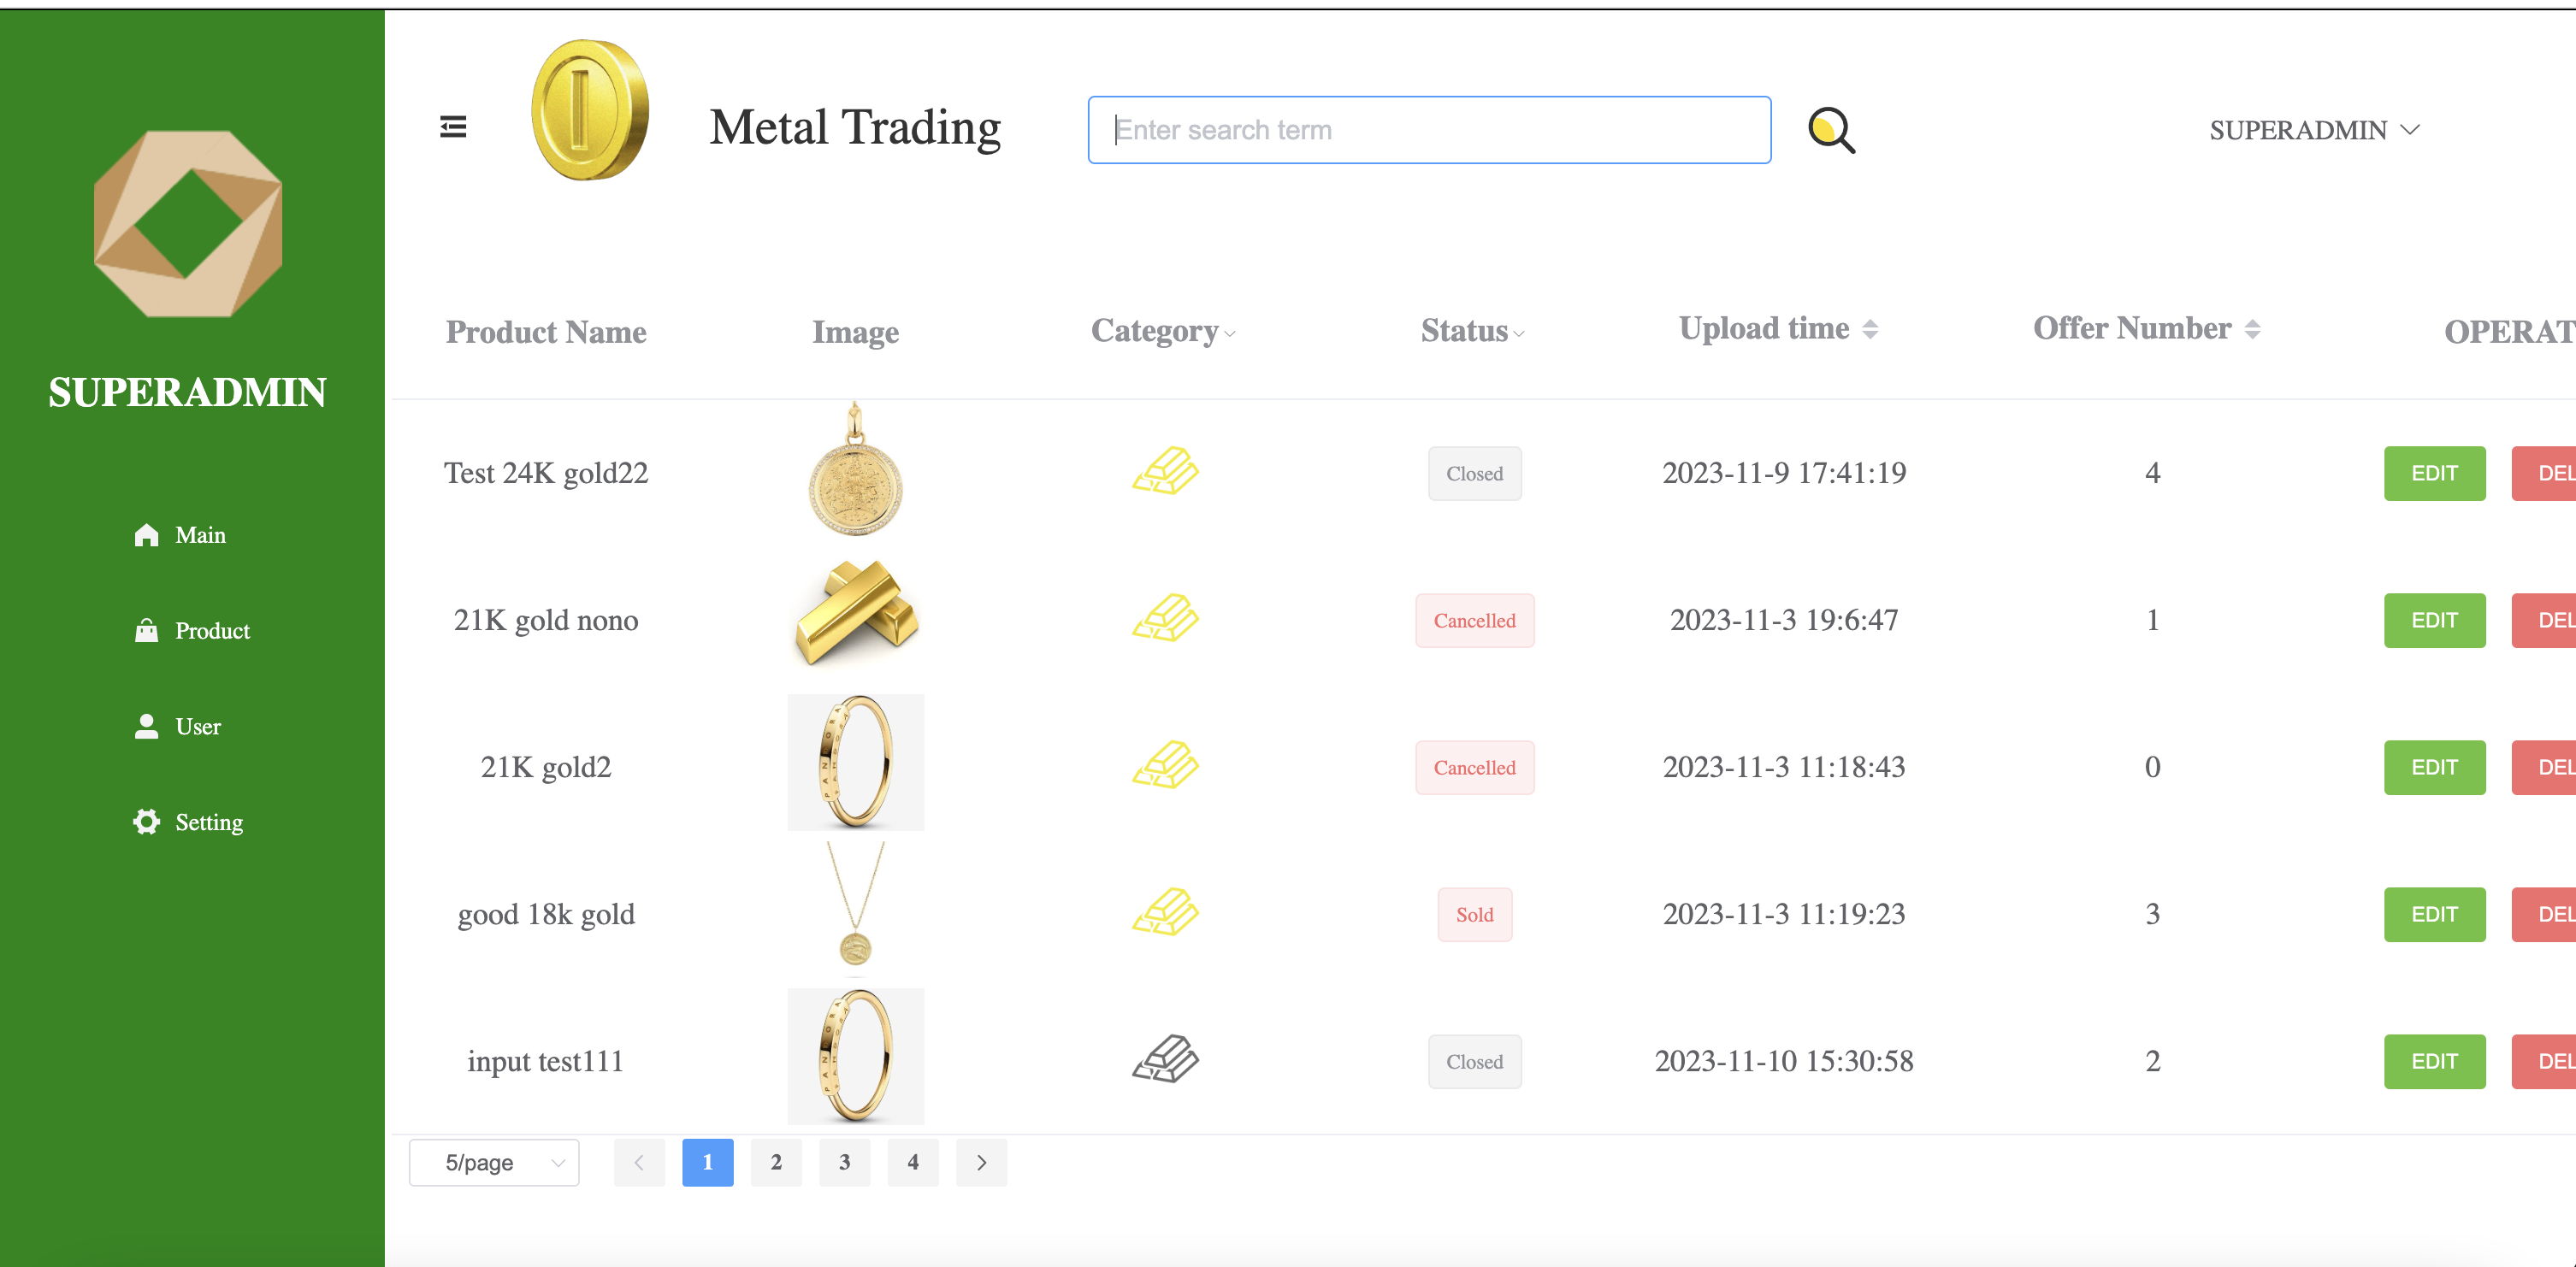 Metal Trading
Enter search term
SUPERADMIN
SUPERADMIN
Main
Product
User
Setting
Product Name Image Category Status Upload time Offer Number OPERAT
Test 24K gold22 Closed 2023-11-9 17:41:19 4 EDIT DEL
21K gold nono Cancelled 2023-11-3 19:6:47 1 EDIT DEL
21K gold2 Cancelled 2023-11-3 11:18:43 0 EDIT DEL
good 18k gold Sold 2023-11-3 11:19:23 3 EDIT DEL
input test111 Closed 2023-11-10 15:30:58 2 EDIT DEL
5/page 1 2 3 4